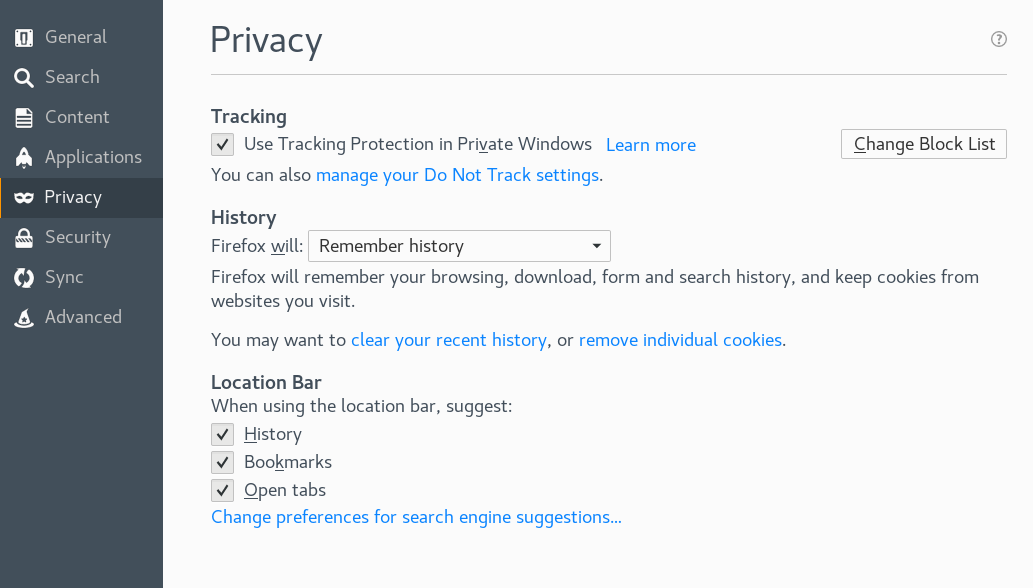 General
Search
Content
Applications
Privacy
Security
Sync
Advanced
Privacy
Tracking
Use Tracking Protection in Private Windows Learn more Change Block List
You can also manage your Do Not Track settings.
History
Firefox will: Remember history
Firefox will remember your browsing, download, form and search history, and keep cookies from
websites you visit.
You may want to clear your recent history, or remove individual cookies.
Location Bar
When using the location bar, suggest:
History
Bookmarks
Open tabs
Change preferences for search engine suggestions...